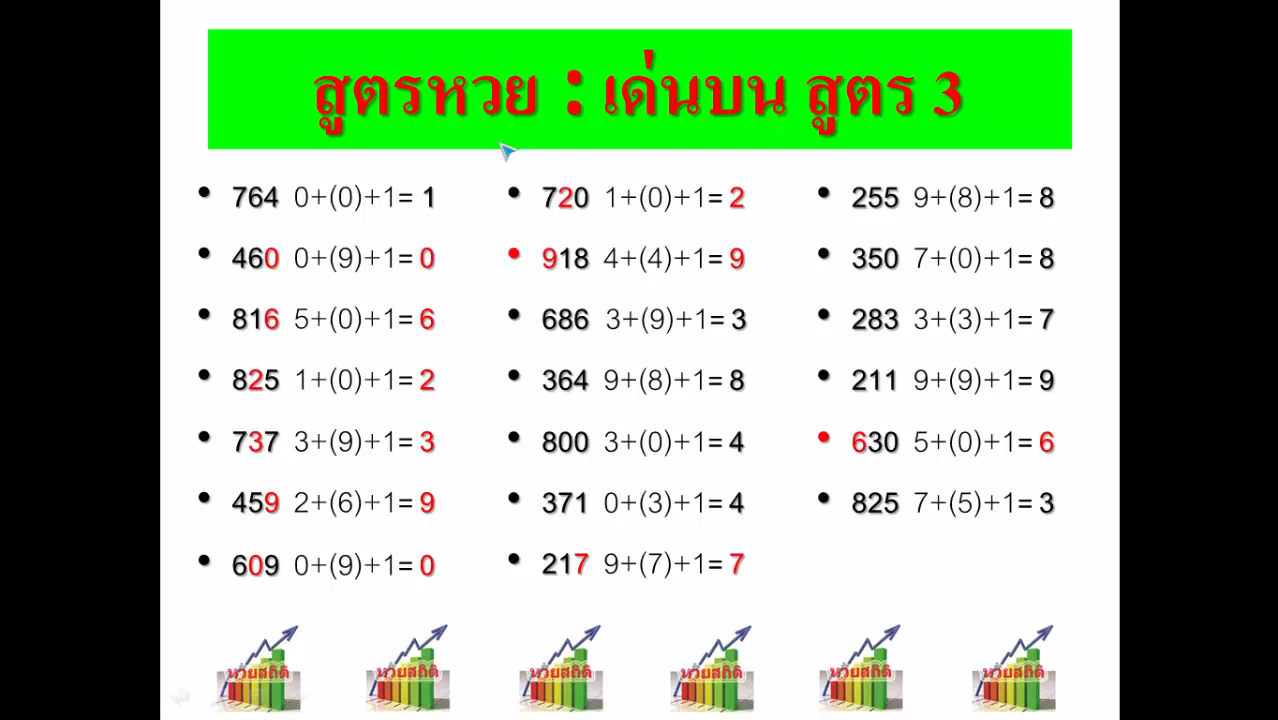 สูตรหวย : เด่นบน สูตร 3
• 764 0+(0)+1= 1
• 460 0+(9)+1= 0
• 816 5+(0)+1= 6
• 825 1+(0)+1= 2
• 737 3+(9)+1= 3
• 459 2+(6)+1= 9
• 609 0+(9)+1= 0
• 720 1+(0)+1= 2
• 918 4+(4)+1= 9
• 686 3+(9)+1= 3
• 364 9+(8)+1= 8
• 800 3+(0)+1= 4
• 371 0+(3)+1= 4
• 217 9+(7)+1= 7
• 255 9+(8)+1= 8
• 350 7+(0)+1= 8
• 283 3+(3)+1= 7
• 211 9+(9)+1= 9
• 630 5+(0)+1= 6
• 825 7+(5)+1= 3
หวยสถิติ
หวยสถิติ
หวยสถิติ
หวยสถิติ
หวยสถิติ
หวยสถิติ